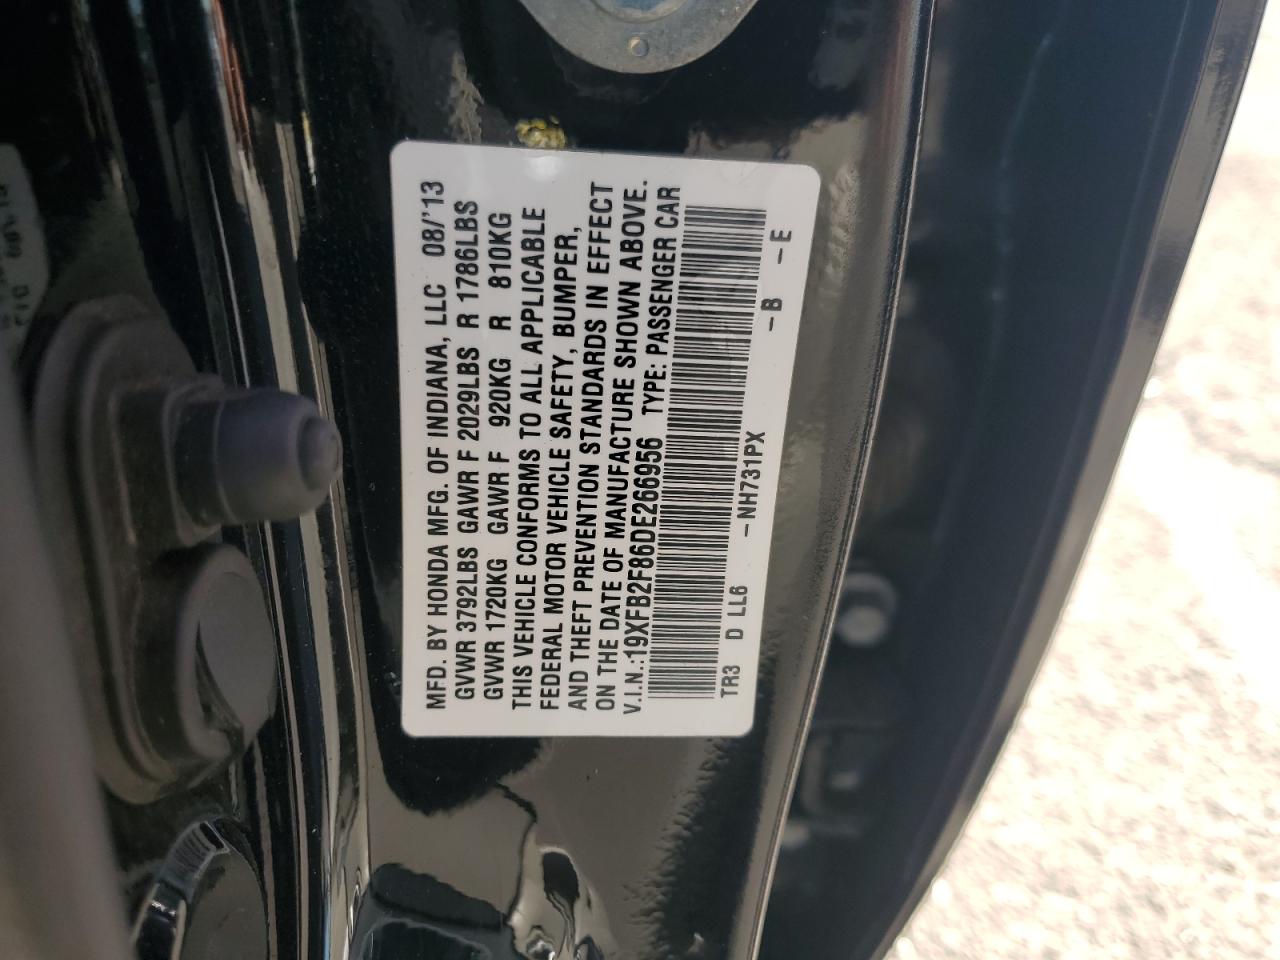 MFD. BY HONDA MFG. OF INDIANA, LLC 08/'13
GVWR 3792LBS GAWR F 2029LBS R 1786LBS
GVWR 1720KG GAWR F 920KG R 810KG
THIS VEHICLE CONFORMS TO ALL APPLICABLE
FEDERAL MOTOR VEHICLE SAFETY, BUMPER,
AND THEFT PREVENTION STANDARDS IN EFFECT
ON THE DATE OF MANUFACTURE SHOWN ABOVE.
V.I.N.:19XFB2F86DE266956 TYPE: PASSENGER CAR
TR3 D LL6 –NH731PX –B –E